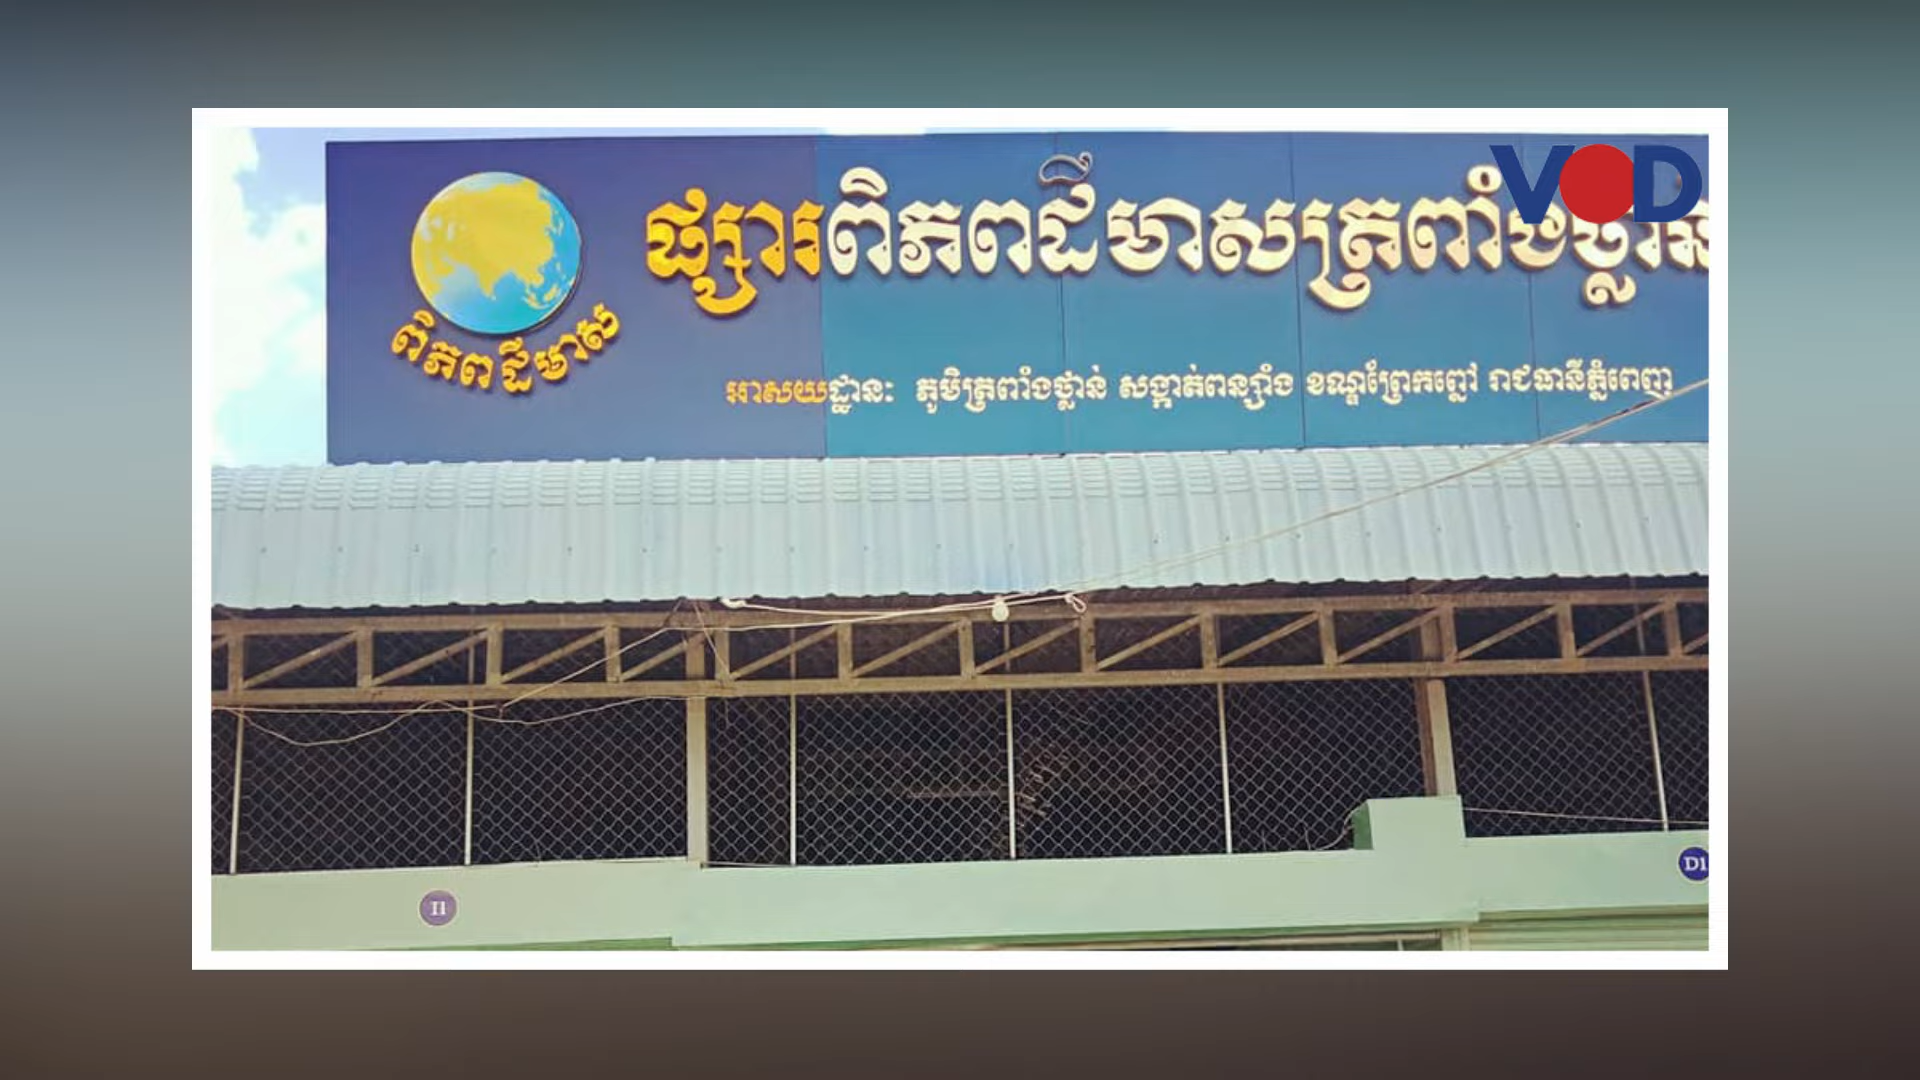 VOD
ផ្សារពិភពដីមាសត្រពាំងថ្លាន់
ពិភពដីមាស
អាសយដ្ឋានៈ ភូមិត្រពាំងថ្លាន់ សង្កាត់ពន្សាំង ខណ្ឌព្រែកព្នៅ រាជធានីភ្នំពេញ
D1